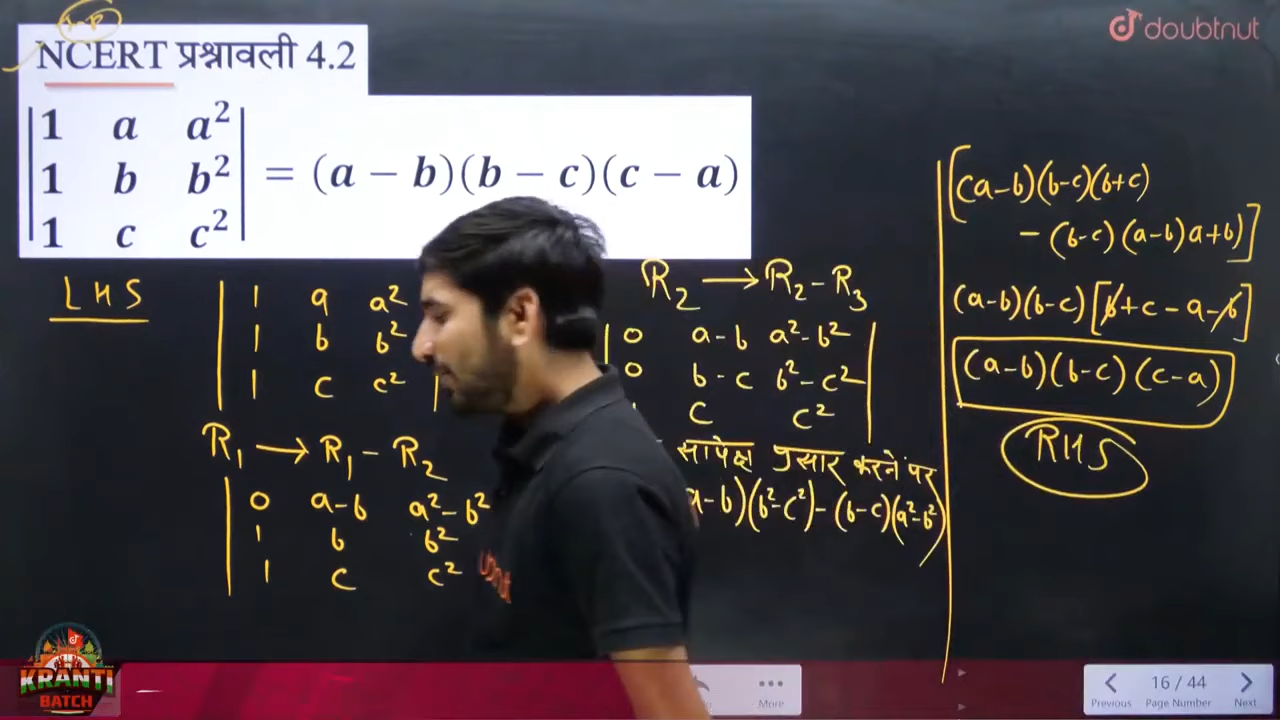 doubtnut
NCERT प्रश्नावली 4.2
|1 a a²|
|1 b b²| = (a − b)(b − c)(c − a)
|1 c c²|
LHS
| 1 a a²
| 1 b b²
| 1 c c² |
R₁ → R₁ - R₂
| 0 a-b a²-b²
| 1 b b²
| 1 c c²
R₂ → R₂-R₃
| 0 a-b a²-b² |
0 b-c b²-c² |
c c² |
सापेक्ष प्रसार करने पर
a-b)(b²-c²)-(b-c)(a²-b²)
[(a-b)(b-c)(b+c)
- (b-c)(a-b)a+b)]
(a-b)(b-c)[b+c-a-b]
(a-b)(b-c)(c-a)
RHS
KRANTI
BATCH
More
16 / 44
Previous Page Number Next